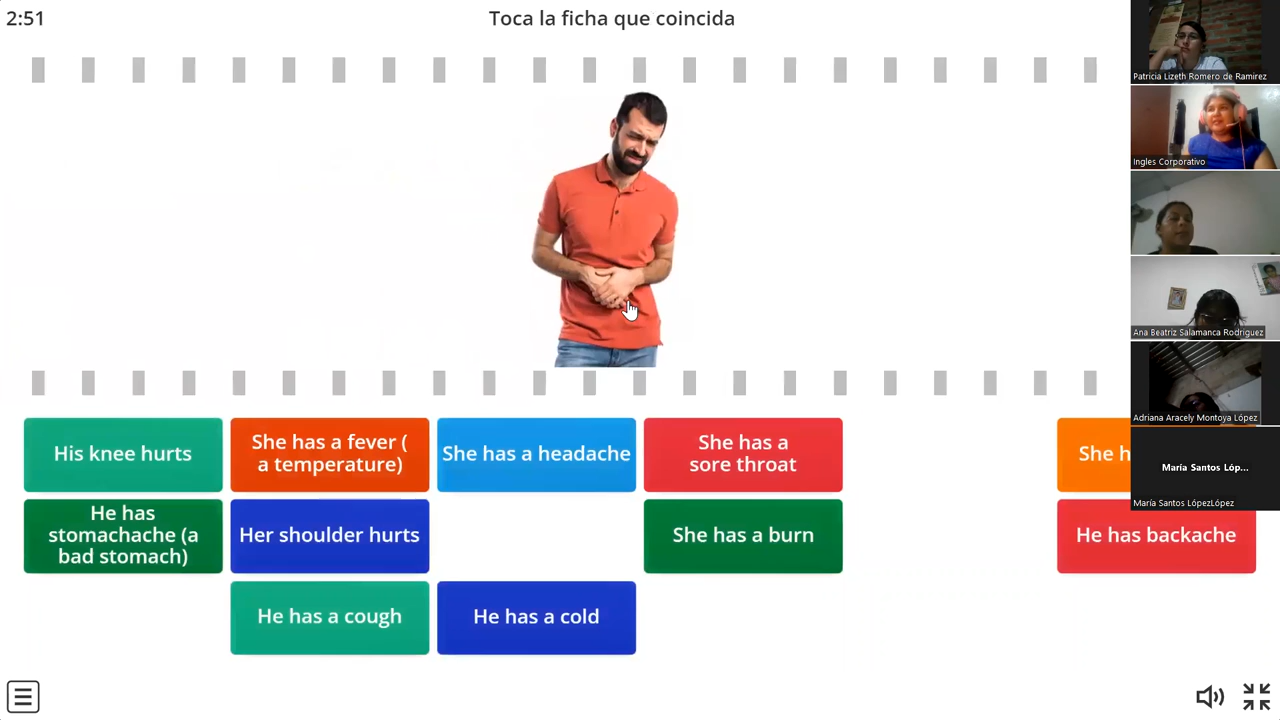 2:51
Toca la ficha que coincida
Patricia Lizeth Romero de Ramirez
Ingles Corporativo
Ana Beatriz Salamanca Rodriguez
Adriana Aracely Montoya López
María Santos Lóp...
María Santos LópezLópez
His knee hurts
She has a fever (
a temperature)
She has a headache
She has a
sore throat
She h
He has
stomachache (a
bad stomach)
Her shoulder hurts
She has a burn
He has backache
He has a cough
He has a cold